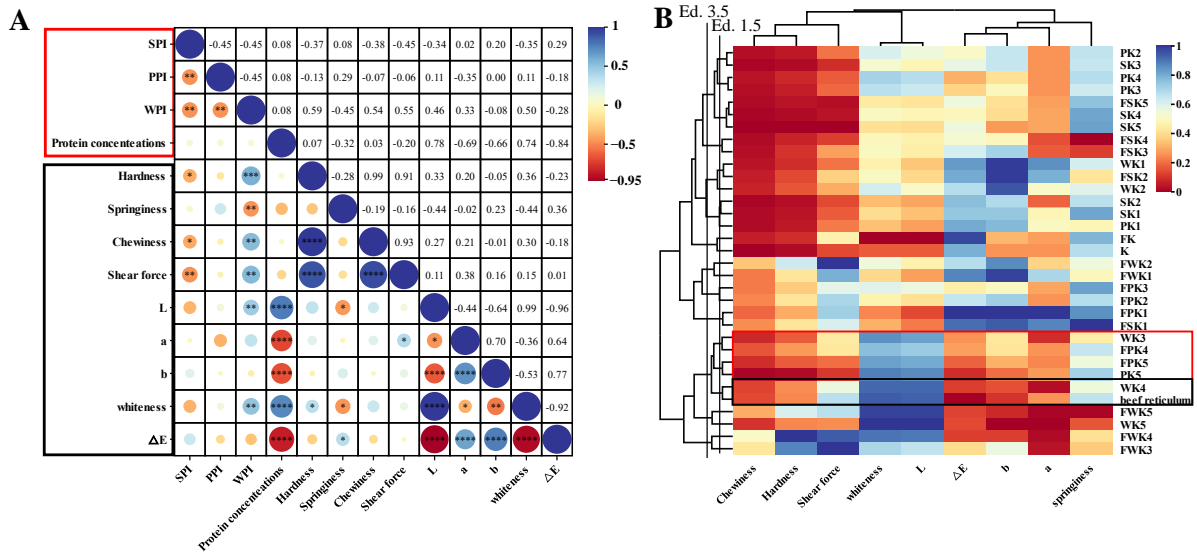 A
1
0.5
0
-0.5
-0.95
SPI -0.45 -0.45 0.08 -0.37 0.08 -0.38 -0.45 -0.34 0.02 0.20 -0.35 0.29
PPI ** -0.45 0.08 -0.13 0.29 -0.07 -0.06 0.11 -0.35 0.00 0.11 -0.18
WPI ** ** 0.08 0.59 -0.45 0.54 0.55 0.46 0.33 -0.08 0.50 -0.28
Protein concenteations 0.07 -0.32 0.03 -0.20 0.78 -0.69 -0.66 0.74 -0.84
Hardness * *** -0.28 0.99 0.91 0.33 0.20 -0.05 0.36 -0.23
Springiness ** -0.19 -0.16 -0.44 -0.02 0.23 -0.44 0.36
Chewiness * ** **** 0.93 0.27 0.21 -0.01 0.30 -0.18
Shear force ** ** **** **** 0.11 0.38 0.16 0.15 0.01
L ** **** * -0.44 -0.64 0.99 -0.96
a **** * * 0.70 -0.36 0.64
b **** **** **** -0.53 0.77
whiteness ** **** * * **** * ** -0.92
△E **** * **** **** **** ****
SPI
PPI
WPI
Protein concenteations
Hardness
Springiness
Chewiness
Shear force
L
a
b
whiteness
△E
B
Ed. 3.5
Ed. 1.5
PK2
SK3
PK4
PK3
FSK5
SK4
SK5
FSK4
FSK3
WK1
FSK2
WK2
SK2
SK1
PK1
FK
K
FWK2
FWK1
FPK3
FPK2
FPK1
FSK1
WK3
FPK4
FPK5
PK5
WK4
beef reticulum
FWK5
WK5
FWK4
FWK3
1
0.8
0.6
0.4
0.2
0
Chewiness
Hardness
Shear force
whiteness
L
△E
b
a
springiness